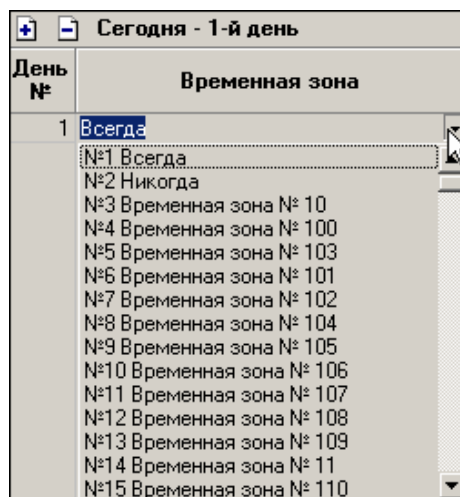 Сегодня - 1-й день
День № Временная зона
1 Всегда
№1 Всегда
№2 Никогда
№3 Временная зона № 10
№4 Временная зона № 100
№5 Временная зона № 103
№6 Временная зона № 101
№7 Временная зона № 102
№8 Временная зона № 104
№9 Временная зона № 105
№10 Временная зона № 106
№11 Временная зона № 107
№12 Временная зона № 108
№13 Временная зона № 109
№14 Временная зона № 11
№15 Временная зона № 110